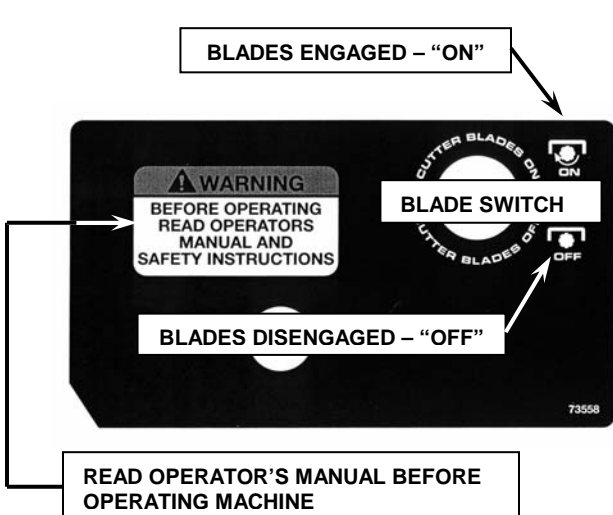 BLADES ENGAGED – “ON”
CUTTER BLADES ON
ON
WARNING
BEFORE OPERATING
READ OPERATORS
MANUAL AND
SAFETY INSTRUCTIONS
BLADE SWITCH
CUTTER BLADES OFF
OFF
BLADES DISENGAGED – “OFF”
73558
READ OPERATOR’S MANUAL BEFORE
OPERATING MACHINE